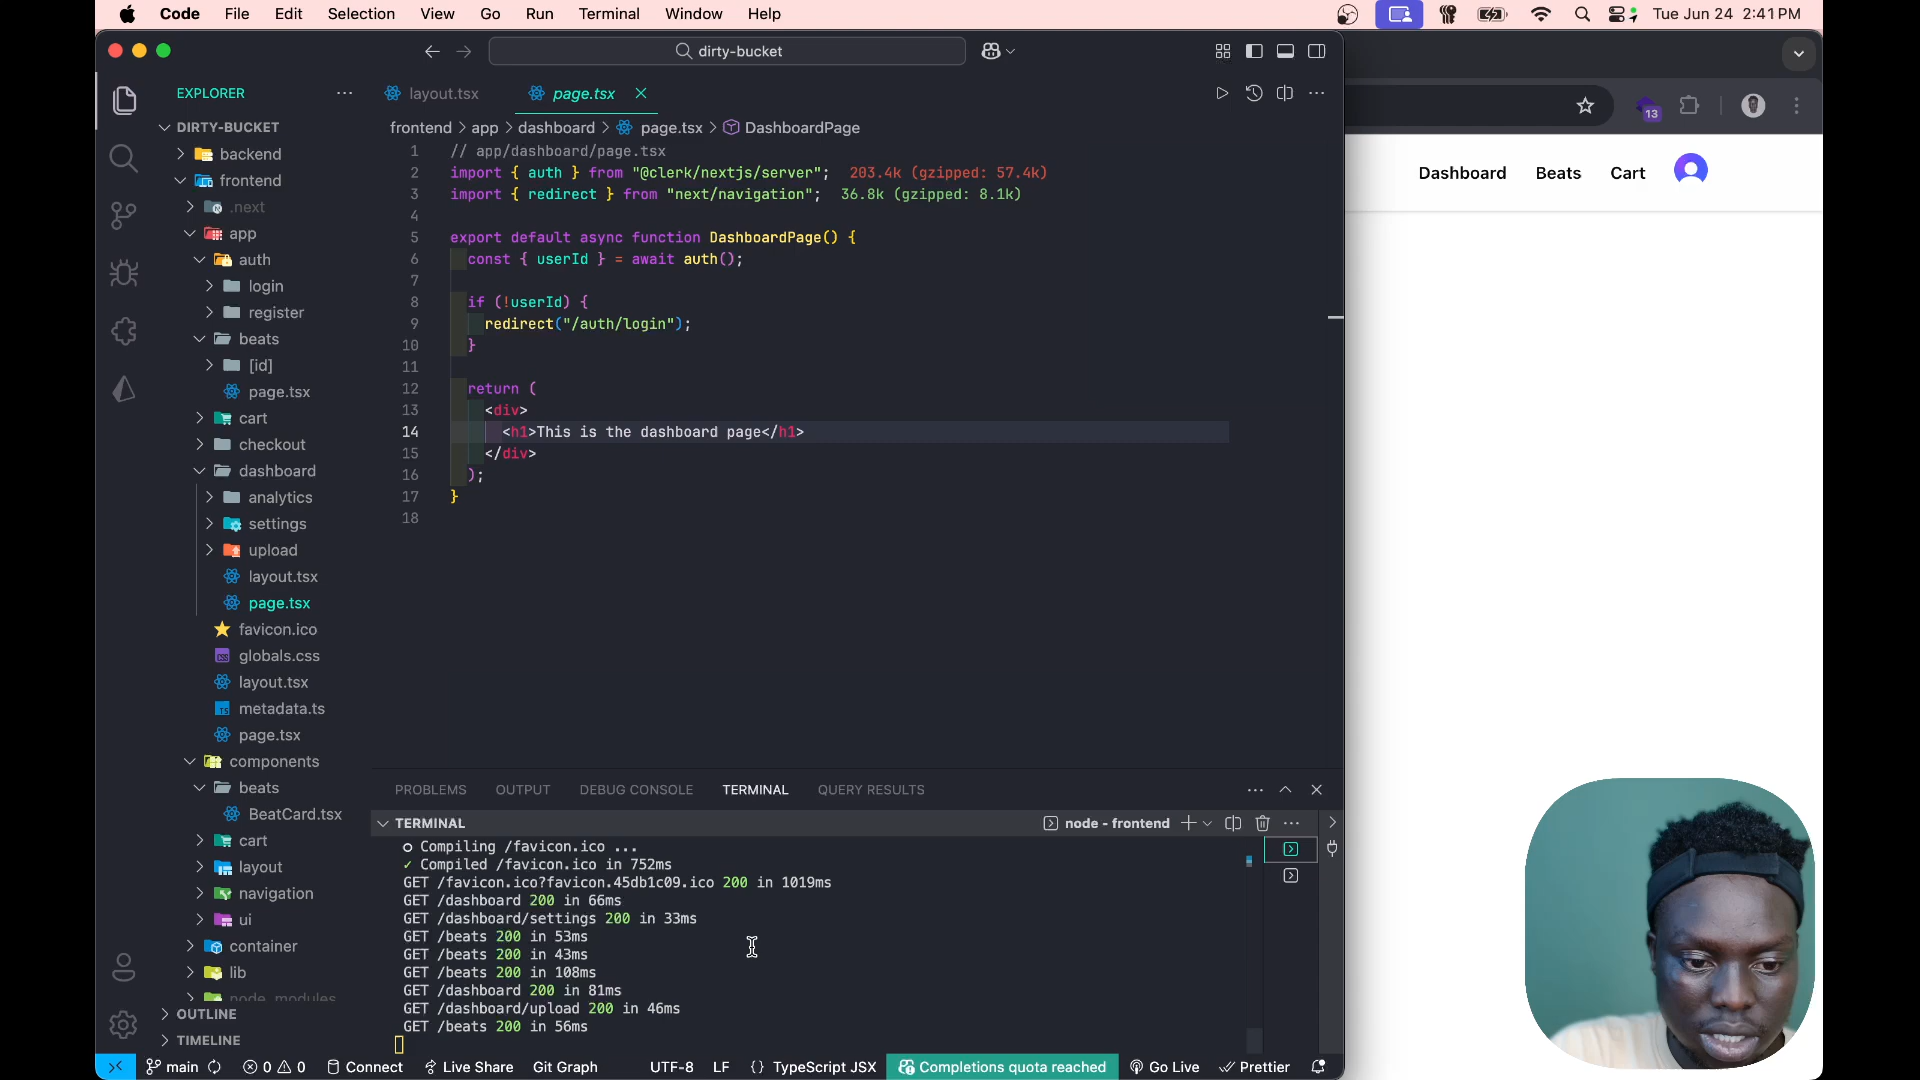 Code File Edit Selection View Go Run Terminal Window Help
Tue Jun 24 2:41 PM
dirty-bucket
13
Dashboard Beats Cart
EXPLORER
DIRTY-BUCKET
backend
frontend
.next
app
auth
login
register
beats
[id]
page.tsx
cart
checkout
dashboard
analytics
settings
upload
layout.tsx
page.tsx
favicon.ico
globals.css
layout.tsx
metadata.ts
page.tsx
components
beats
BeatCard.tsx
cart
layout
navigation
ui
container
lib
node_modules
OUTLINE
TIMELINE
layout.tsx page.tsx
frontend > app > dashboard > page.tsx > DashboardPage
1 // app/dashboard/page.tsx
2 import { auth } from "@clerk/nextjs/server"; 203.4k (gzipped: 57.4k)
3 import { redirect } from "next/navigation"; 36.8k (gzipped: 8.1k)
4
5 export default async function DashboardPage() {
6 const { userId } = await auth();
7
8 if (!userId) {
9 redirect("/auth/login");
10 }
11
12 return (
13 <div>
14 <h1>This is the dashboard page</h1>
15 </div>
16 );
17 }
18
PROBLEMS OUTPUT DEBUG CONSOLE TERMINAL QUERY RESULTS
TERMINAL
node - frontend
Compiling /favicon.ico ...
✓ Compiled /favicon.ico in 752ms
GET /favicon.ico?favicon.45db1c09.ico 200 in 1019ms
GET /dashboard 200 in 66ms
GET /dashboard/settings 200 in 33ms
GET /beats 200 in 53ms
GET /beats 200 in 43ms
GET /beats 200 in 108ms
GET /dashboard 200 in 81ms
GET /dashboard/upload 200 in 46ms
GET /beats 200 in 56ms
main 0 0 Connect Live Share Git Graph UTF-8 LF {} TypeScript JSX Completions quota reached Go Live Prettier